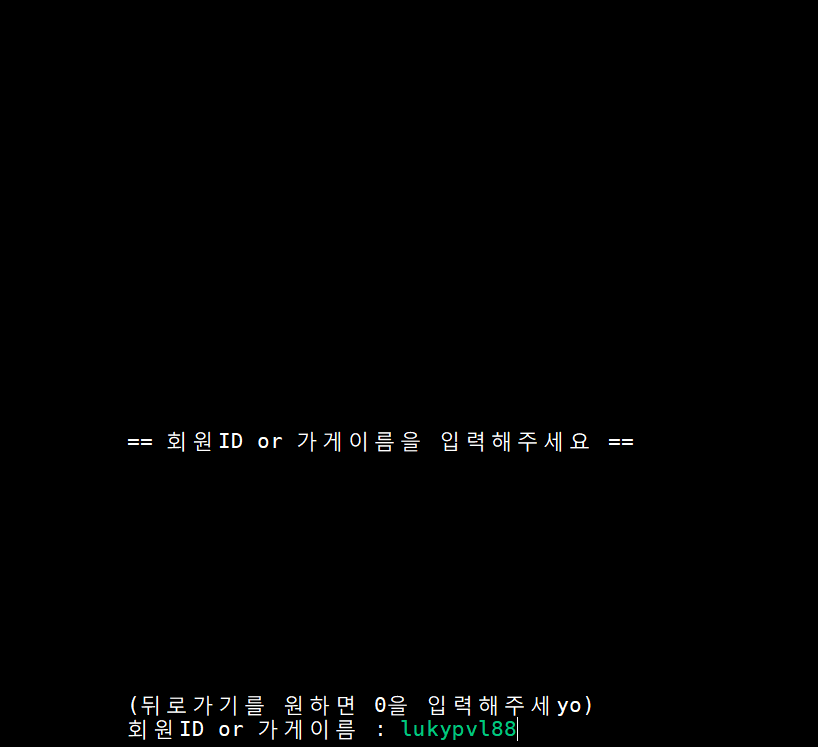 == 회원ID or 가게이름을 입력해주세요 ==
(뒤로가기를 원하면 0을 입력해주세yo)
회원ID or 가게이름 : lukypvl88